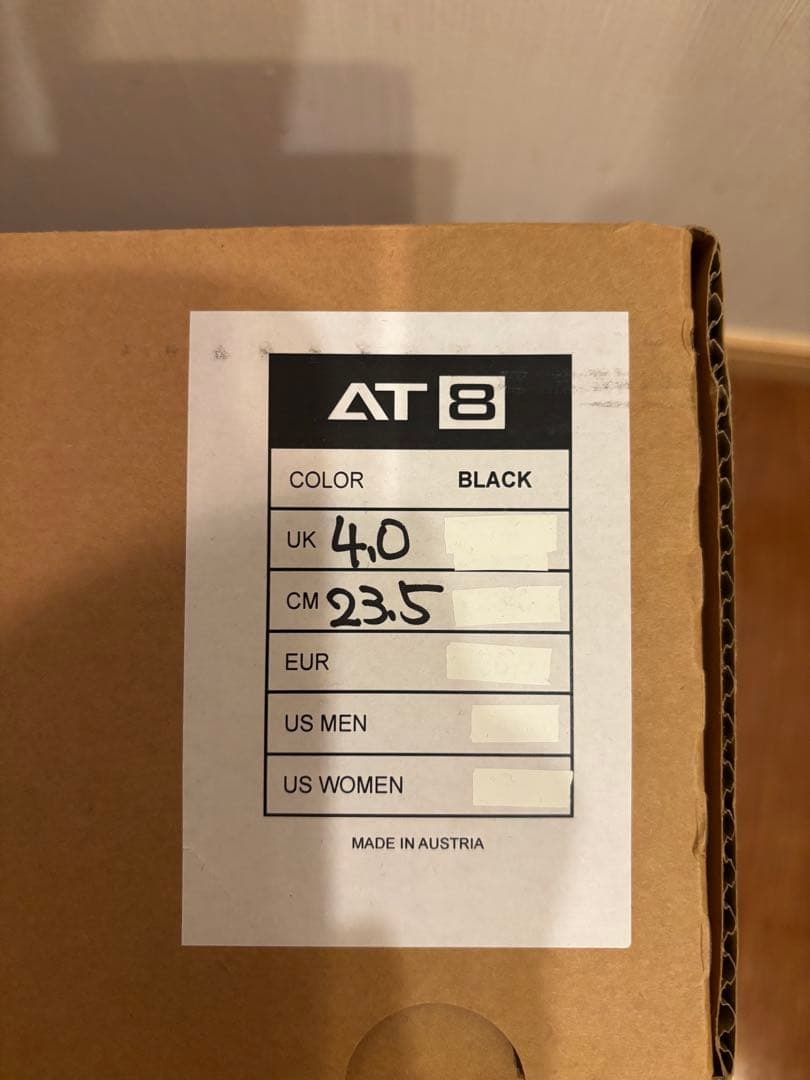 AT 8
COLOR BLACK
UK 4.0
CM 23.5
EUR
US MEN
US WOMEN
MADE IN AUSTRIA